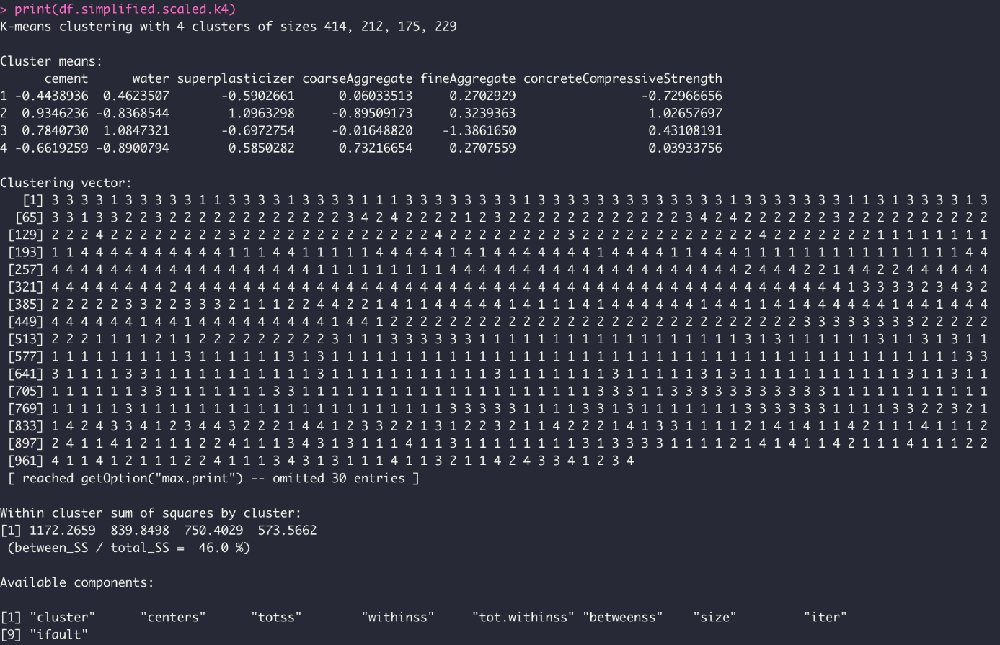 > print(df.simplified.scaled.k4)
K-means clustering with 4 clusters of sizes 414, 212, 175, 229
Cluster means:
cement water superplasticizer coarseAggregate fineAggregate concreteCompressiveStrength
1 -0.4438936 0.4623507 -0.5902661 0.06033513 0.2702929 -0.72966656
2 0.9346236 -0.8368544 1.0963298 -0.89509173 0.3239363 1.02657697
3 0.7840730 1.0847321 -0.6972754 -0.01648820 -1.3861650 0.43108191
4 -0.6619259 -0.8900794 0.5850282 0.73216654 0.2707559 0.03933756
Clustering vector:
[1] 3 3 3 3 1 3 3 3 3 3 1 1 3 3 3 3 1 3 3 3 3 1 1 1 3 3 3 3 3 3 3 3 1 3 3 3 3 3 3 3 3 3 3 3 3 3 1 3 3 3 3 3 3 3 1 1 3 1 3 3 3 3 1 3
[65] 3 3 1 3 3 2 2 3 2 2 2 2 2 2 2 2 2 2 2 2 3 4 2 4 2 2 2 2 1 2 3 2 2 2 2 2 2 2 2 2 2 2 2 3 4 2 4 2 2 2 2 2 2 3 2 2 2 2 2 2 2 2 2 2
[129] 2 2 2 4 2 2 2 2 2 2 2 2 3 2 2 2 2 2 2 2 2 2 2 2 2 2 4 2 2 2 2 2 2 2 2 3 2 2 2 2 2 2 2 2 2 2 2 2 4 2 2 2 2 2 2 2 1 1 1 1 1 1 1 1
[193] 1 1 4 4 4 4 4 4 4 4 4 4 1 1 1 4 4 1 1 1 1 1 4 4 4 4 4 1 4 1 4 4 4 4 4 4 4 1 4 4 4 4 1 1 4 4 4 1 1 1 1 1 1 1 1 1 1 1 1 1 1 1 4 4
[257] 4 4 4 4 4 4 4 4 4 4 4 4 4 4 4 4 4 4 1 1 1 1 1 1 1 1 1 4 4 4 4 4 4 4 4 4 4 4 4 4 4 4 4 4 4 4 4 2 4 4 4 2 2 1 4 4 2 2 4 4 4 4 4 4
[321] 4 4 4 4 4 4 4 4 2 4 4 4 4 4 4 4 4 4 4 4 4 4 4 4 4 4 4 4 4 4 4 4 4 4 4 4 4 4 4 4 4 4 4 4 4 4 4 4 4 4 4 4 4 4 1 3 3 3 3 2 3 4 3 2
[385] 2 2 2 2 2 3 3 2 2 3 3 3 2 1 1 1 2 2 4 4 2 2 1 4 1 1 4 4 4 4 4 1 4 1 1 4 1 4 4 4 4 4 4 4 1 4 4 1 1 4 1 4 4 4 4 4 4 1 4 4 1 4 4 4
[449] 4 4 4 4 4 4 1 4 4 1 4 4 4 4 4 4 4 4 4 1 4 4 1 2 2 2 2 2 2 2 2 2 2 2 2 2 2 2 2 2 2 2 2 2 2 2 2 2 2 2 2 3 3 3 3 3 3 3 3 2 2 2 2 2
[513] 2 2 2 1 1 1 1 2 1 1 2 2 2 2 2 2 2 2 2 3 1 1 1 3 3 3 3 3 3 1 1 1 1 1 1 1 1 1 1 1 1 1 1 1 1 1 1 3 1 3 1 1 1 1 1 1 3 1 1 3 1 3 1 1
[577] 1 1 1 1 1 1 1 1 1 3 1 1 1 1 1 1 3 1 3 1 1 1 1 1 1 1 1 1 1 1 1 1 1 1 1 1 1 1 1 1 1 1 1 1 1 1 1 1 1 1 1 1 1 1 1 1 1 1 1 1 1 1 3 3
[641] 3 1 1 1 1 3 3 1 1 1 1 1 1 1 1 1 1 1 3 1 1 1 1 1 1 1 1 1 1 1 3 1 1 1 1 1 1 1 3 1 1 1 1 1 3 1 3 1 1 1 1 1 1 1 1 1 1 1 3 1 1 3 1 1
[705] 1 1 1 1 1 1 3 3 1 1 1 1 1 1 1 3 3 1 1 1 1 1 1 1 1 1 1 1 1 1 1 1 1 1 1 1 1 3 3 3 1 1 3 3 3 3 3 3 3 3 3 3 3 1 1 1 1 1 1 1 1 1 1 1
[769] 1 1 1 1 1 3 1 1 1 1 1 1 1 1 1 1 1 1 1 1 1 1 1 1 1 1 1 3 3 3 3 3 1 1 1 1 1 3 3 1 3 1 1 1 1 1 1 3 3 3 3 3 3 1 1 1 1 3 3 2 2 3 2 1
[833] 1 4 2 4 3 3 4 1 2 3 4 4 3 2 2 2 1 4 4 1 2 3 3 2 2 1 3 1 2 2 3 2 1 1 4 2 2 2 1 4 1 3 3 1 1 1 1 2 1 4 1 4 1 1 4 2 1 1 4 1 1 1 2
[897] 2 4 1 1 4 1 2 1 1 1 2 2 4 1 1 1 3 4 3 1 3 1 1 1 4 1 1 3 1 1 1 1 1 1 1 1 3 1 3 3 3 3 1 1 1 1 2 1 4 1 4 1 1 4 2 1 1 1 4 1 1 1 2 2
[961] 4 1 1 4 1 2 1 1 1 2 2 4 1 1 1 3 4 3 1 3 1 1 1 4 1 1 3 2 1 1 4 2 4 3 3 4 1 2 3 4
[ reached getOption("max.print") -- omitted 30 entries ]
Within cluster sum of squares by cluster:
[1] 1172.2659 839.8498 750.4029 573.5662
(between_SS / total_SS = 46.0 %)
Available components:
[1] "cluster" "centers" "totss" "withinss" "tot.withinss" "betweenss" "size" "iter"
[9] "ifault"